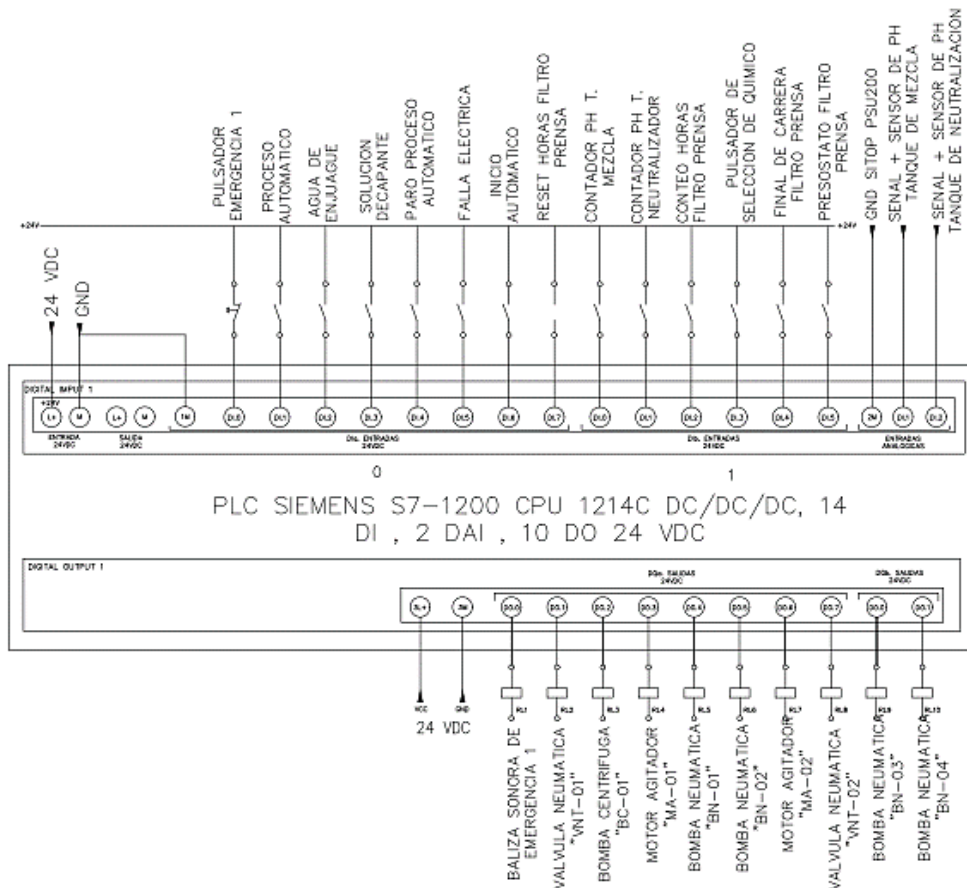 PULSADOR
EMERGENCIA 1
PROCESO
AUTOMATICO
AGUA DE
ENJUAGUE
SOLUCION
DECAPANTE
PARO PROCESO
AUTOMATICO
FALLA ELECTRICA
INICIO
AUTOMATICO
RESET HORAS FILTRO
PRENSA
CONTADOR PH T.
MEZCLA
CONTADOR PH T.
NEUTRALIZADOR
CONTEO HORAS
FILTRO PRENSA
PULSADOR DE
SELECCION DE QUIMICO
FINAL DE CARRERA
FILTRO PRENSA
PRESOSTATO FILTRO
PRENSA
GND SITOP PSU200
SENAL + SENSOR DE PH
TANQUE DE MEZCLA
SENAL + SENSOR DE PH
TANQUE DE NEUTRALIZACION
+24V
+24V
24 VDC
GND
DIGITAL IMPUT 1
+24V
L+ M L+ M 1M DI.0 DI.1 DI.2 DI.3 DI.4 DI.5 DI.6 DI.7 DI.0 DI.1 DI.2 DI.3 DI.4 DI.5 2M DI.1 DI.2
ENTRADA
24VDC
SALIDA
24VDC
DIa. ENTRADAS
24VDC
DIb. ENTRADAS
24VDC
ENTRADAS
ANALOGICAS
0 1
PLC SIEMENS S7-1200 CPU 1214C DC/DC/DC, 14
DI , 2 DAI , 10 DO 24 VDC
DIGITAL OUTPUT 1
DQa. SALIDAS
24VDC
DQb. SALIDAS
24VDC
3L+ 3M DO.0 DO.1 DO.2 DO.3 DO.4 DO.5 DO.6 DO.7 DO.0 DO.1
VCC GND
24 VDC
RL1 RL2 RL3 RL4 RL5 RL6 RL7 RL8 RL9 RL10
BALIZA SONORA DE
EMERGENCIA 1
VALVULA NEUMATICA
"VNT-01"
BOMBA CENTRIFUGA
"BC-01"
MOTOR AGITADOR
"MA-01"
BOMBA NEUMATICA
"BN-01"
BOMBA NEUMATICA
"BN-02"
MOTOR AGITADOR
"MA-02"
VALVULA NEUMATICA
"VNT-02"
BOMBA NEUMATICA
"BN-03"
BOMBA NEUMATICA
"BN-04"